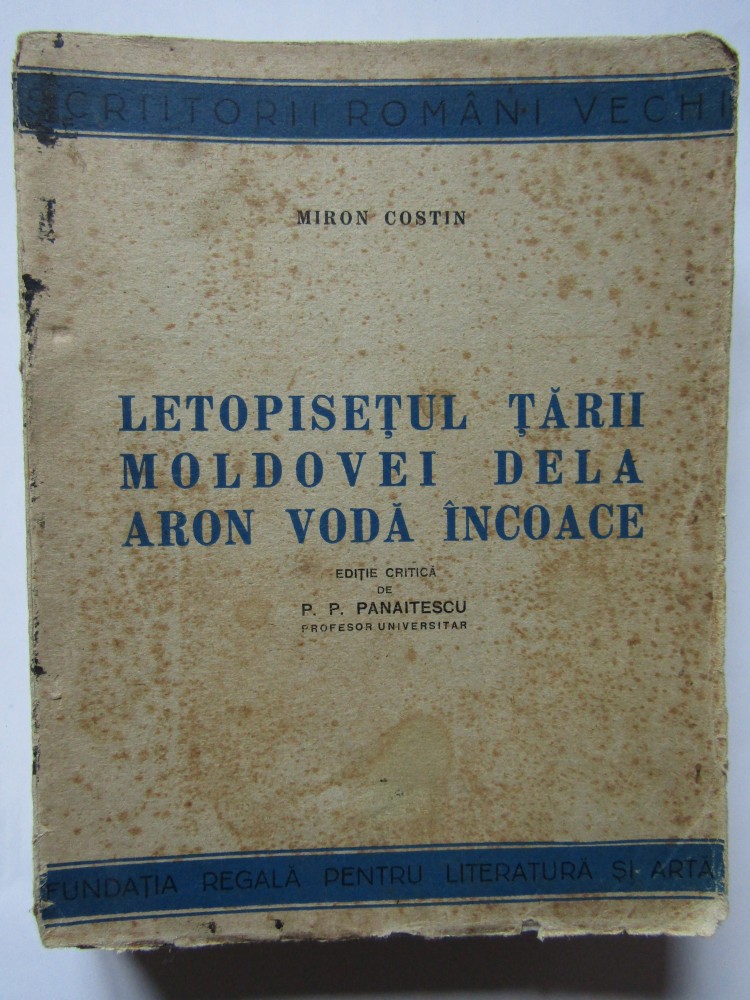 SCRIITORII ROMÂNI VECHI
MIRON COSTIN
LETOPISEȚUL ȚĂRII
MOLDOVEI DELA
ARON VODĂ ÎNCOACE
EDIȚIE CRITICĂ
DE
P. P. PANAITESCU
PROFESOR UNIVERSITAR
FUNDAȚIA REGALĂ PENTRU LITERATURĂ ȘI ARTĂ